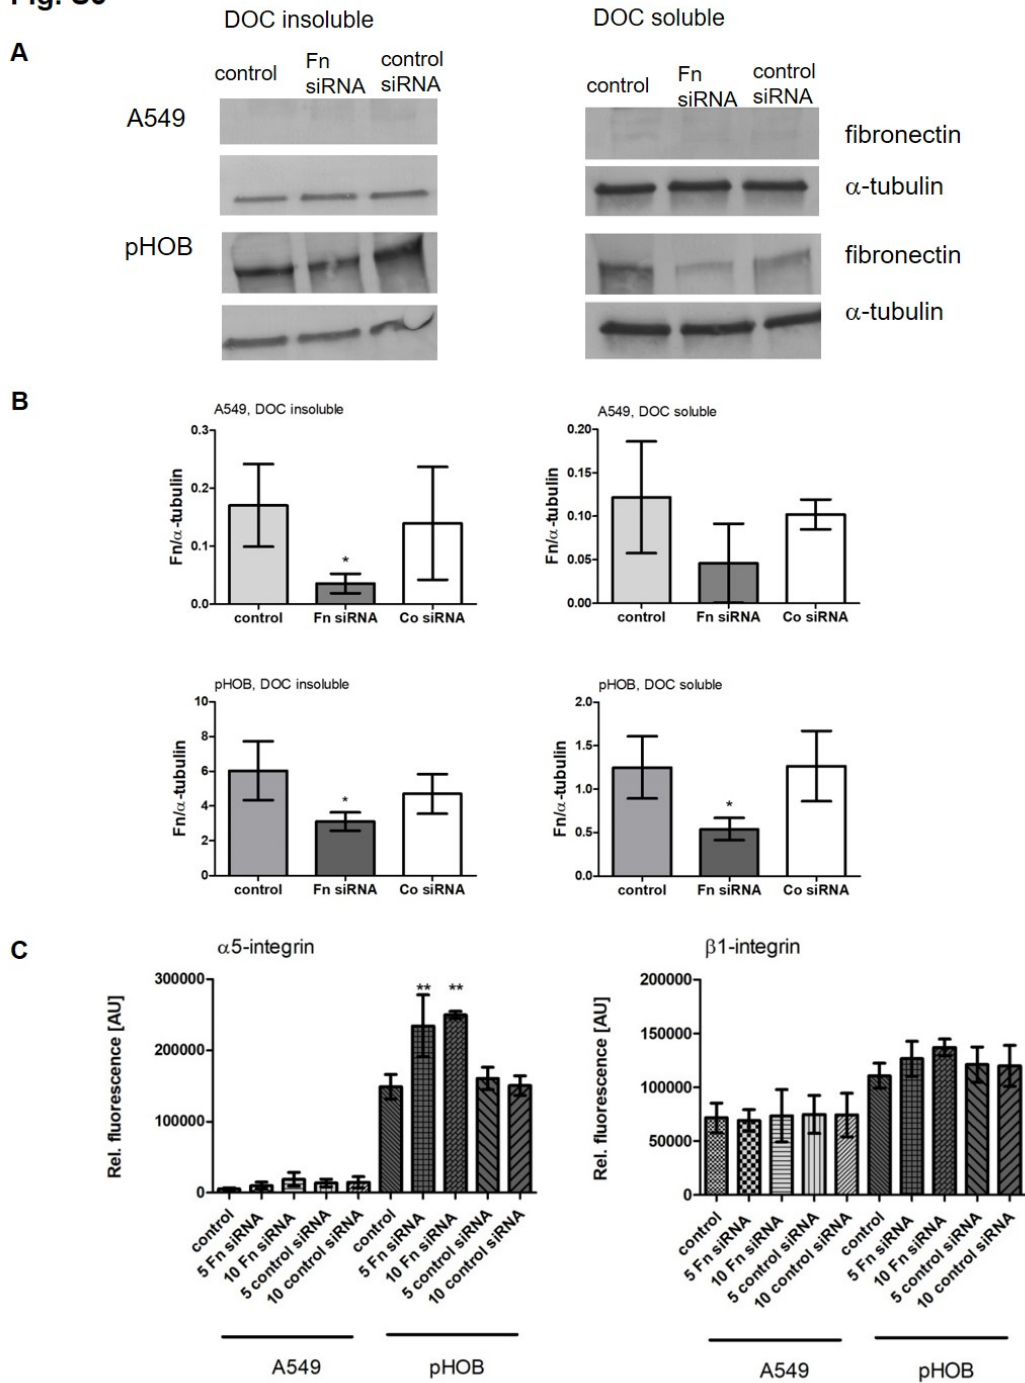 DOC insoluble
DOC soluble
A
control
Fn
siRNA
control
siRNA
control
Fn
siRNA
control
siRNA
A549
fibronectin
α-tubulin
pHOB
fibronectin
α-tubulin
B
A549, DOC insoluble
Fn/α-tubulin
0.3
0.2
0.1
0.0
*
control
Fn siRNA
Co siRNA
A549, DOC soluble
Fn/α-tubulin
0.20
0.15
0.10
0.05
0.00
control
Fn siRNA
Co siRNA
pHOB, DOC insoluble
Fn/α-tubulin
10
8
6
4
2
0
*
control
Fn siRNA
Co siRNA
pHOB, DOC soluble
Fn/α-tubulin
2.0
1.5
1.0
0.5
0.0
*
control
Fn siRNA
Co siRNA
C
α5-integrin
Rel. fluorescence [AU]
300000
200000
100000
0
**
**
control
5 Fn siRNA
10 Fn siRNA
5 control siRNA
10 control siRNA
control
5 Fn siRNA
10 Fn siRNA
5 control siRNA
10 control siRNA
A549
pHOB
β1-integrin
Rel. fluorescence [AU]
200000
150000
100000
50000
0
control
5 Fn siRNA
10 Fn siRNA
5 control siRNA
10 control siRNA
control
5 Fn siRNA
10 Fn siRNA
5 control siRNA
10 control siRNA
A549
pHOB